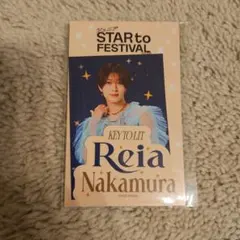 STAR to
FESTIVAL
KEY TO LIT
Reia
Nakamura